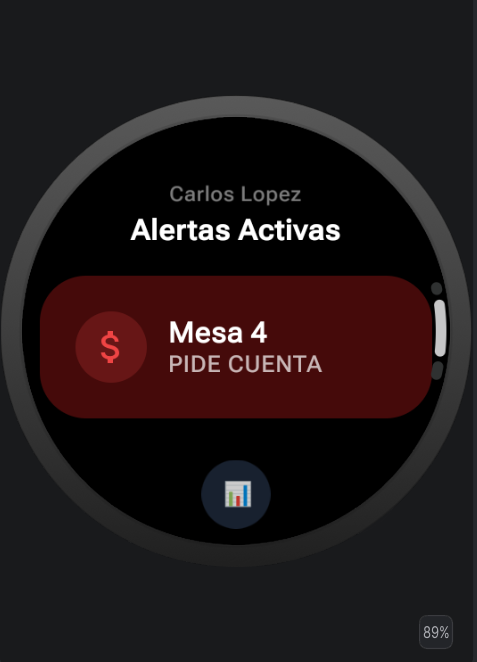 Carlos Lopez
Alertas Activas
$
Mesa 4
PIDE CUENTA
89%